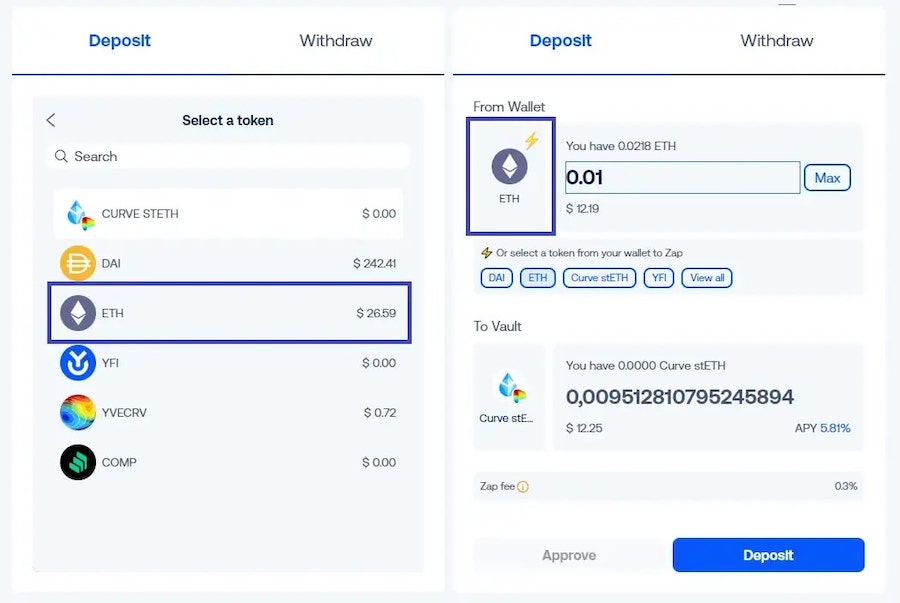 Deposit
Withdraw
Select a token
Search
CURVE STETH $ 0.00
DAI $ 242.41
ETH $ 26.59
YFI $ 0.00
YVECRV $ 0.72
COMP $ 0.00
Deposit
Withdraw
From Wallet
ETH
You have 0.0218 ETH
0.01
Max
$ 12.19
Or select a token from your wallet to Zap
DAI ETH Curve stETH YFI View all
To Vault
Curve stE...
You have 0.0000 Curve stETH
0,009512810795245894
$ 12.25 APY 5.81%
Zap fee 0.3%
Approve
Deposit